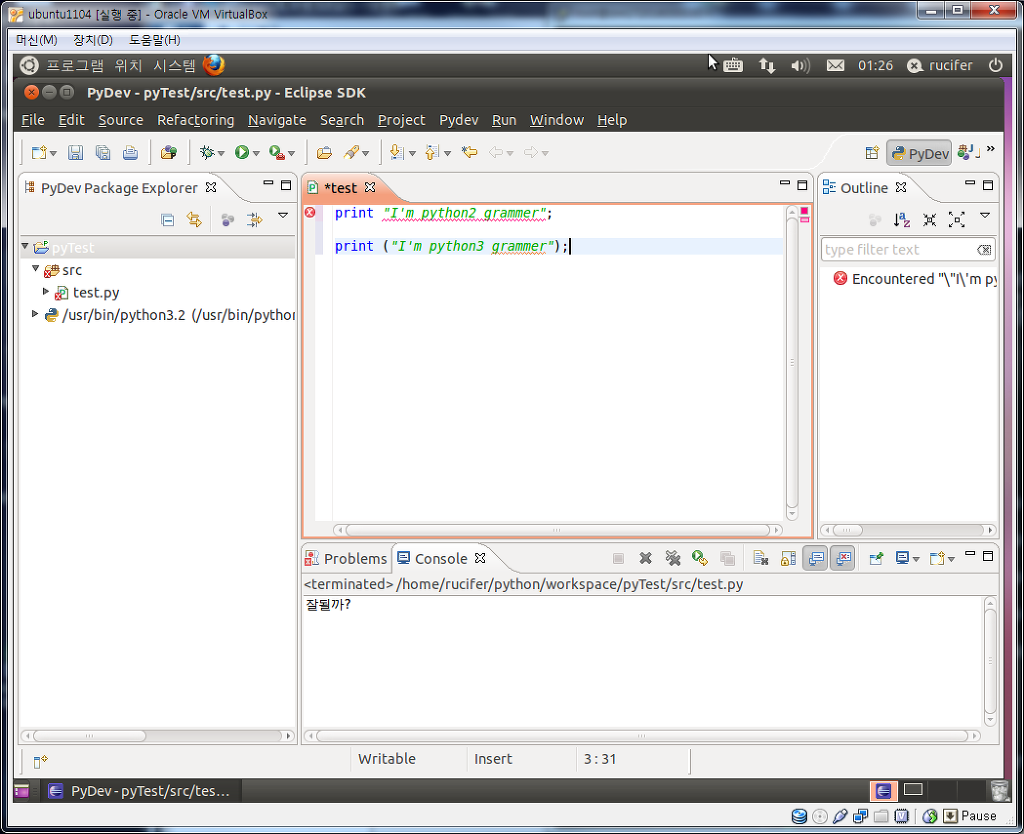 ubuntu1104 [실행 중] - Oracle VM VirtualBox
머신(M) 장치(D) 도움말(H)
프로그램 위치 시스템 01:26 rucifer
PyDev - pyTest/src/test.py - Eclipse SDK
File Edit Source Refactoring Navigate Search Project Pydev Run Window Help
PyDev J »
PyDev Package Explorer
*test
Outline
print "I'm python2 grammer";
print ("I'm python3 grammer");
pyTest
src
test.py
/usr/bin/python3.2 (/usr/bin/python
type filter text
Encountered "\"I\'m py
Problems Console
<terminated> /home/rucifer/python/workspace/pyTest/src/test.py
잘될까?
Writable Insert 3 : 31
PyDev - pyTest/src/tes...
Pause